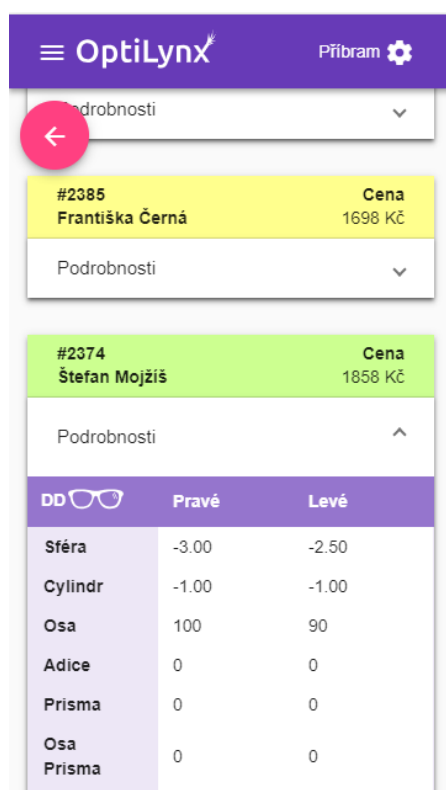 OptiLynx Příbram
Podrobnosti
#2385 Cena
Františka Černá 1698 Kč
Podrobnosti
#2374 Cena
Štefan Mojžíš 1858 Kč
Podrobnosti
DD Pravé Levé
Sféra -3.00 -2.50
Cylindr -1.00 -1.00
Osa 100 90
Adice 0 0
Prisma 0 0
Osa
Prisma 0 0